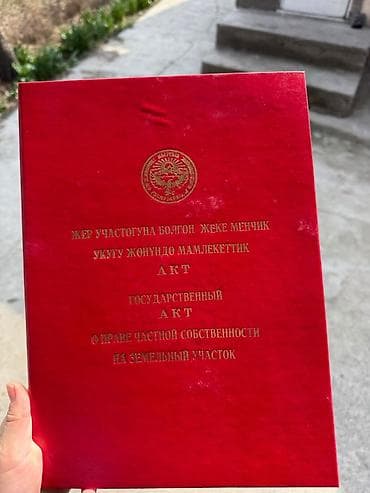 ЖЕР УЧАСТОГУНА БОЛГОН ЖЕКЕ МЕНЧИК
УКУГУ ЖӨНҮНДӨ МАМЛЕКЕТТИК
АКТ
ГОСУДАРСТВЕННЫЙ
АКТ
О ПРАВЕ ЧАСТНОЙ СОБСТВЕННОСТИ
НА ЗЕМЕЛЬНЫЙ УЧАСТОК